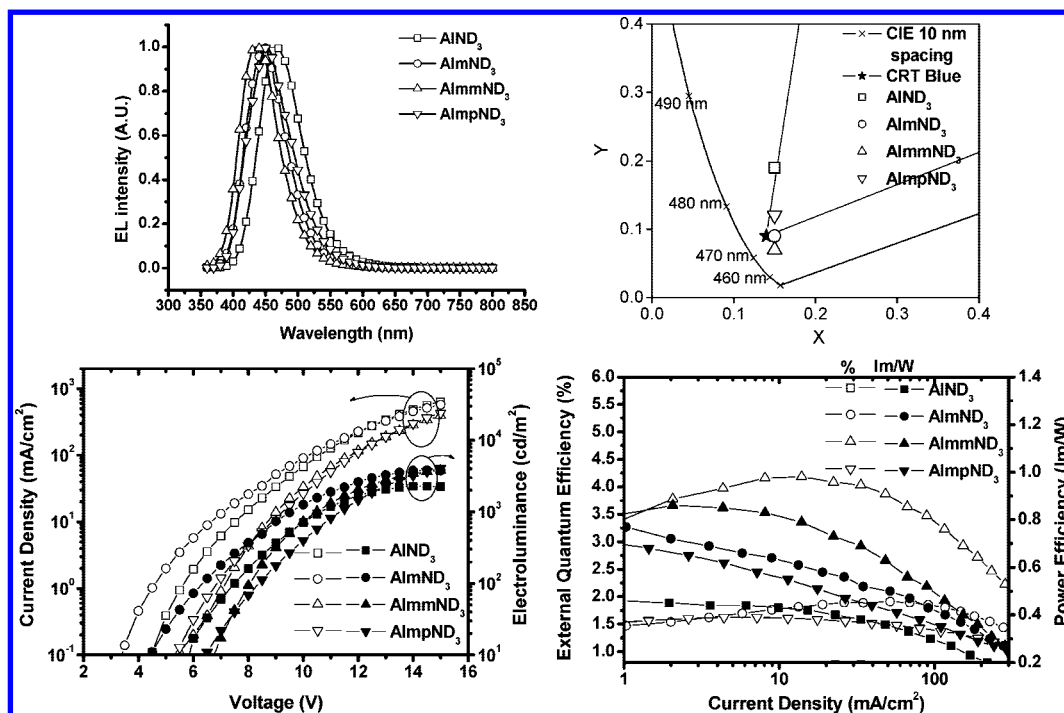 EL intensity (A.U.)
1.0
0.8
0.6
0.4
0.2
0.0
300 350 400 450 500 550 600 650 700 750 800 850
Wavelength (nm)
AlND₃
AlmND₃
AlmmND₃
AlmpND₃
Y
0.4
0.3
0.2
0.1
0.0
0.0 0.1 0.2 0.3 0.4
X
490 nm
480 nm
470 nm
460 nm
CIE 10 nm
spacing
CRT Blue
AlND₃
AlmND₃
AlmmND₃
AlmpND₃
Current Density (mA/cm²)
10³
10²
10¹
10⁰
10⁻¹
2 4 6 8 10 12 14 16
Voltage (V)
10⁵
10⁴
10³
10²
10¹
Electroluminance (cd/m²)
AlND₃
AlmND₃
AlmmND₃
AlmpND₃
AlND₃
AlmND₃
AlmmND₃
AlmpND₃
External Quantum Efficiency (%)
6.0
5.5
5.0
4.5
4.0
3.5
3.0
2.5
2.0
1.5
1.0
1 10 100
Current Density (mA/cm²)
1.4
1.2
1.0
0.8
0.6
0.4
0.2
Power Efficiency (lm/W)
% lm/W
AlND₃
AlmND₃
AlmmND₃
AlmpND₃